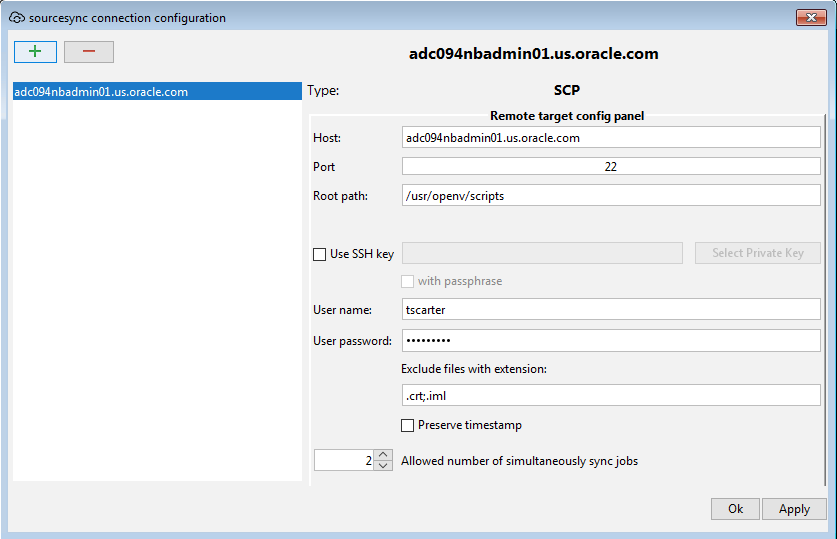 sourcesync connection configuration
adc094nbadmin01.us.oracle.com
adc094nbadmin01.us.oracle.com
Type: SCP
Remote target config panel
Host: adc094nbadmin01.us.oracle.com
Port 22
Root path: /usr/openv/scripts
Use SSH key Select Private Key
with passphrase
User name: tscarter
User password: •••••••••
Exclude files with extension:
.crt;.iml
Preserve timestamp
2 Allowed number of simultaneously sync jobs
Ok Apply